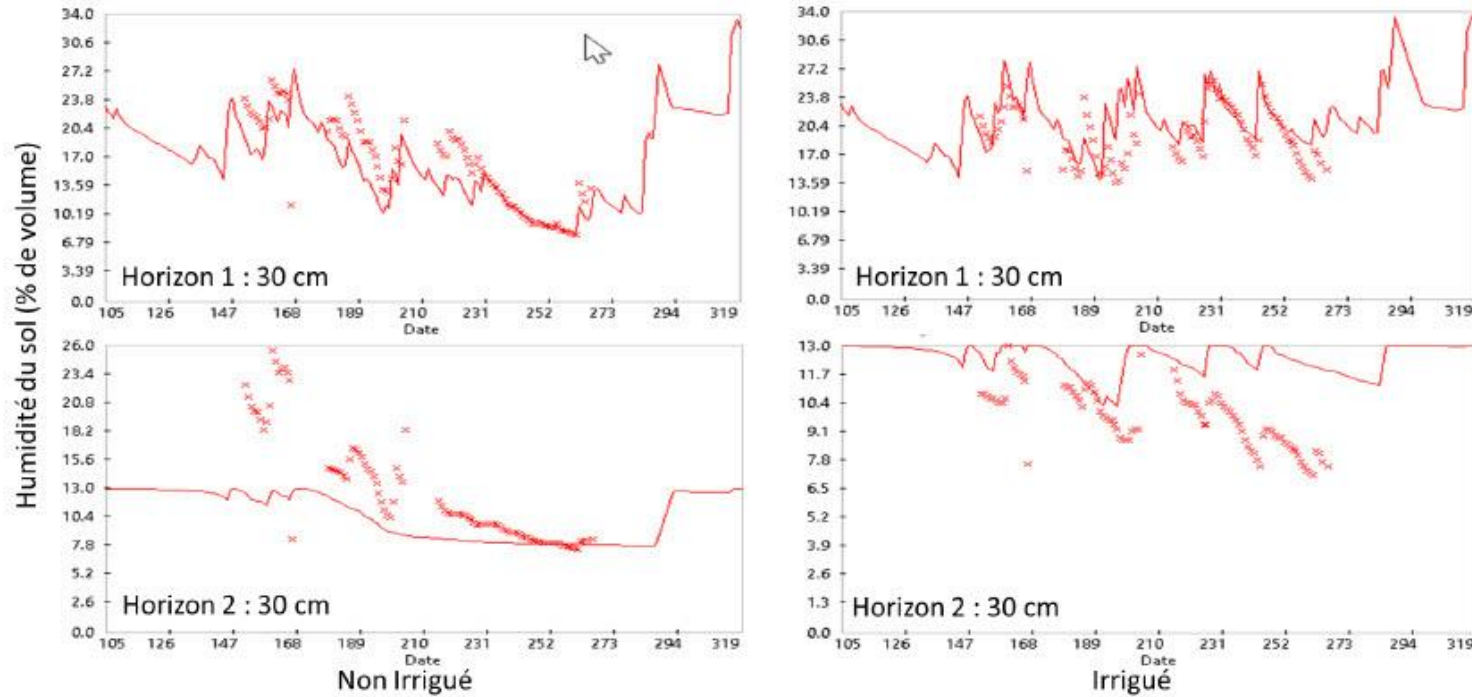 Humidité du sol (% de volume)
34.0
30.6
27.2
23.8
20.4
17.0
13.59
10.19
6.79
3.39
0.0
Horizon 1 : 30 cm
105 126 147 168 189 210 231 252 273 294 319
Date
34.0
30.6
27.2
23.8
20.4
17.0
13.59
10.19
6.79
3.39
0.0
Horizon 1 : 30 cm
105 126 147 168 189 210 231 252 273 294 319
Date
26.0
23.4
20.8
18.2
15.6
13.0
10.4
7.8
5.2
2.6
0.0
Horizon 2 : 30 cm
105 126 147 168 189 210 231 252 273 294 319
Date
Non Irrigué
13.0
11.7
10.4
9.1
7.8
6.5
5.2
3.9
2.6
1.3
0.0
Horizon 2 : 30 cm
105 126 147 168 189 210 231 252 273 294 319
Date
Irrigué